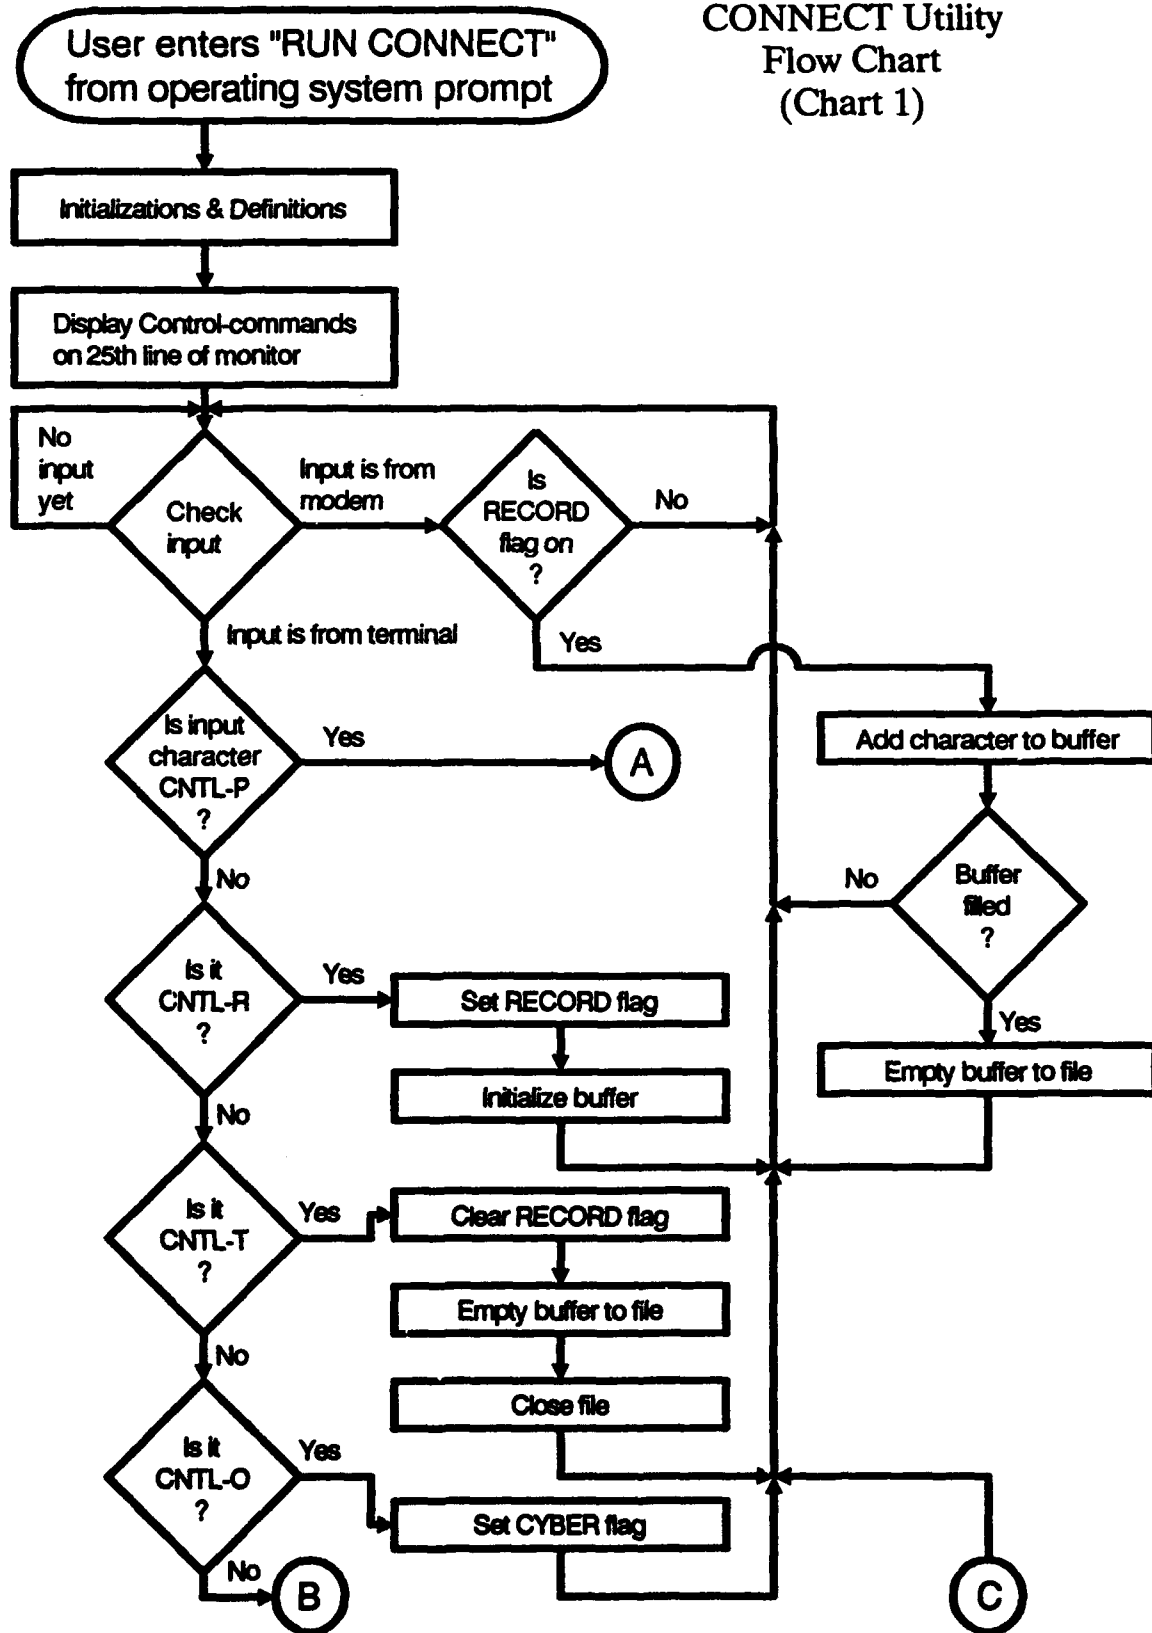 CONNECT Utility
Flow Chart
(Chart 1)
User enters "RUN CONNECT"
from operating system prompt
Initializations & Definitions
Display Control-commands
on 25th line of monitor
No
input
yet
Check
input
Input is from
modem
Is
RECORD
flag on
?
No
Yes
Input is from terminal
Is input
character
CNTL-P
?
Yes
A
Add character to buffer
No
Buffer
filled
?
No
Yes
Empty buffer to file
Is it
CNTL-R
?
Yes
Set RECORD flag
Initialize buffer
No
Is it
CNTL-T
?
Yes
Clear RECORD flag
Empty buffer to file
Close file
No
Is it
CNTL-O
?
Yes
Set CYBER flag
No
B
C